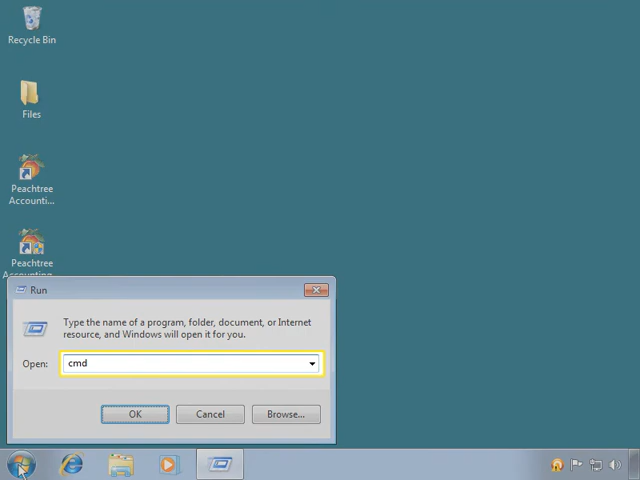 Recycle Bin
Files
Peachtree
Accounti...
Peachtree
Accounting...
Run
Type the name of a program, folder, document, or Internet
resource, and Windows will open it for you.
Open:
cmd
OK
Cancel
Browse...